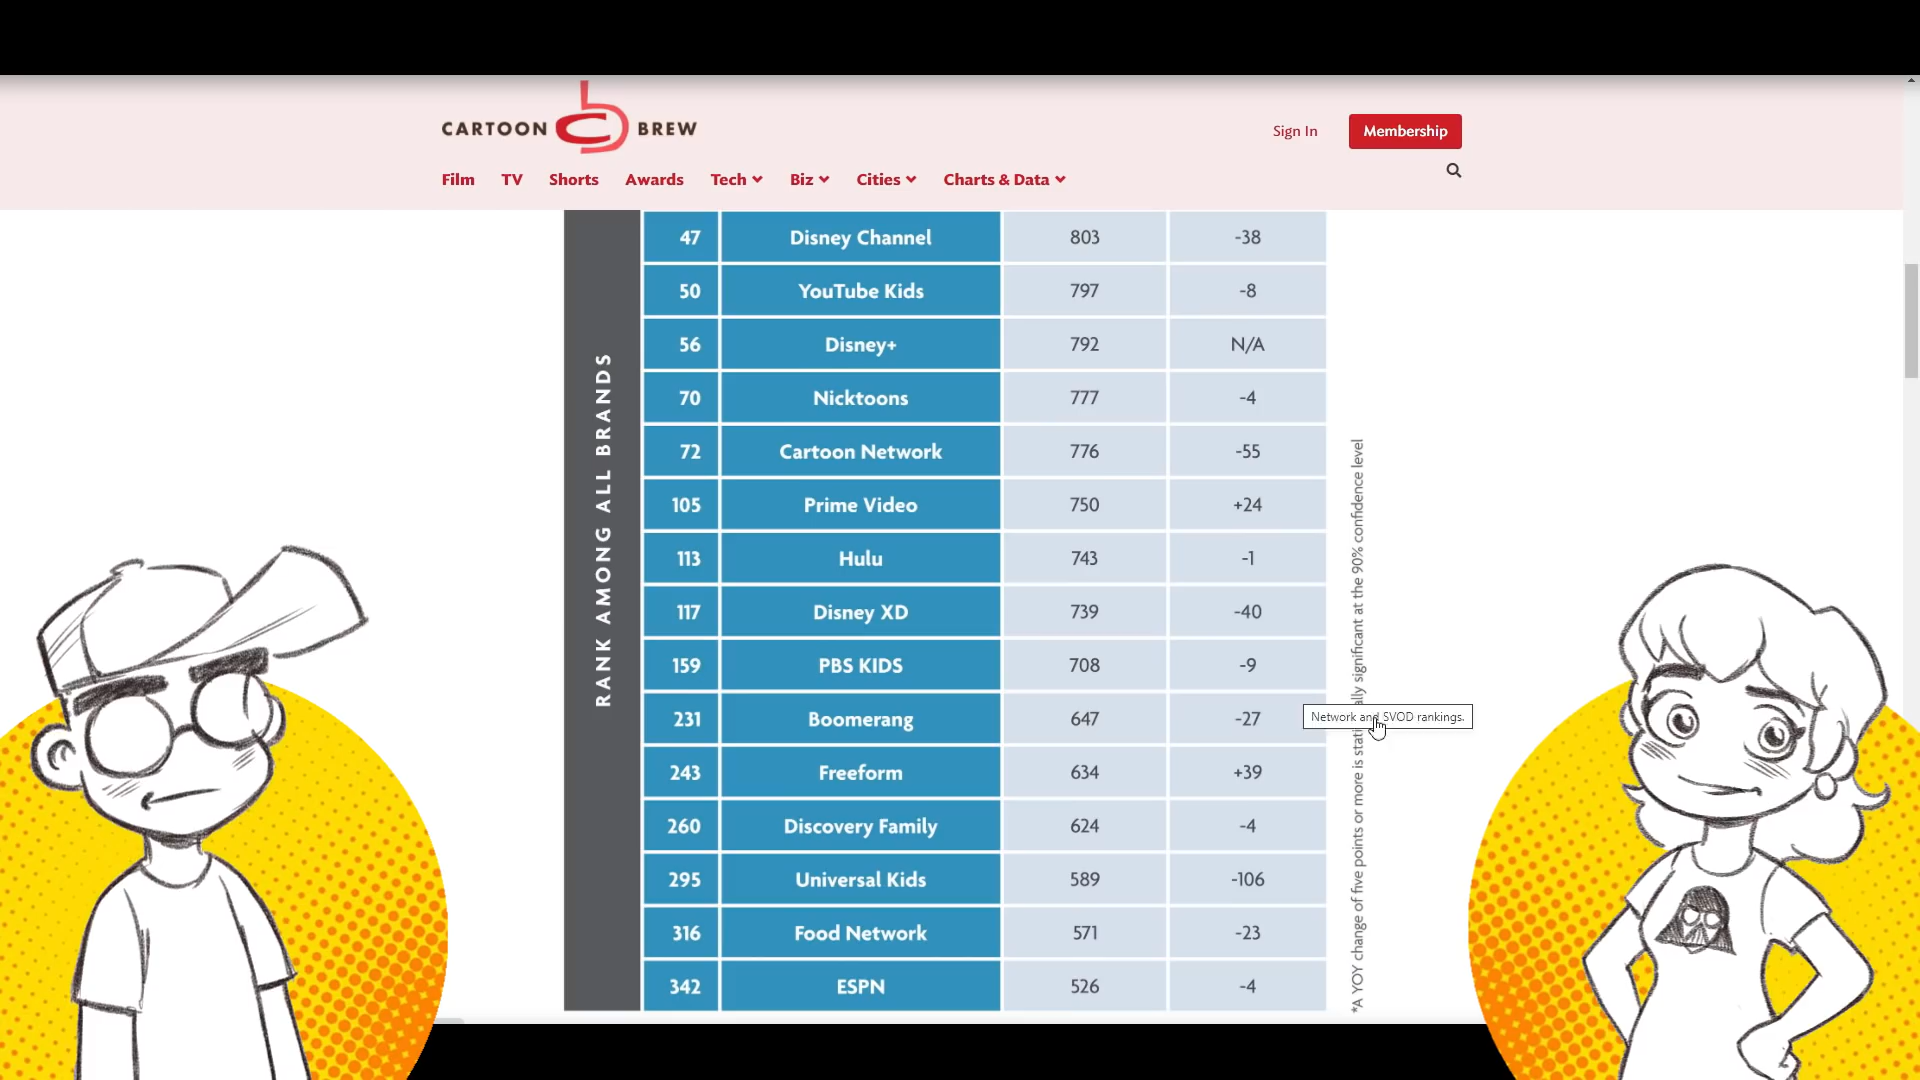 CARTOON BREW
Sign In
Membership
Film TV Shorts Awards Tech Biz Cities Charts & Data
RANK AMONG ALL BRANDS
47 Disney Channel 803 -38
50 YouTube Kids 797 -8
56 Disney+ 792 N/A
70 Nicktoons 777 -4
72 Cartoon Network 776 -55
105 Prime Video 750 +24
113 Hulu 743 -1
117 Disney XD 739 -40
159 PBS KIDS 708 -9
231 Boomerang 647 -27
243 Freeform 634 +39
260 Discovery Family 624 -4
295 Universal Kids 589 -106
316 Food Network 571 -23
342 ESPN 526 -4
*A YOY change of five points or more is significant at the 90% confidence level
Network and SVOD rankings.